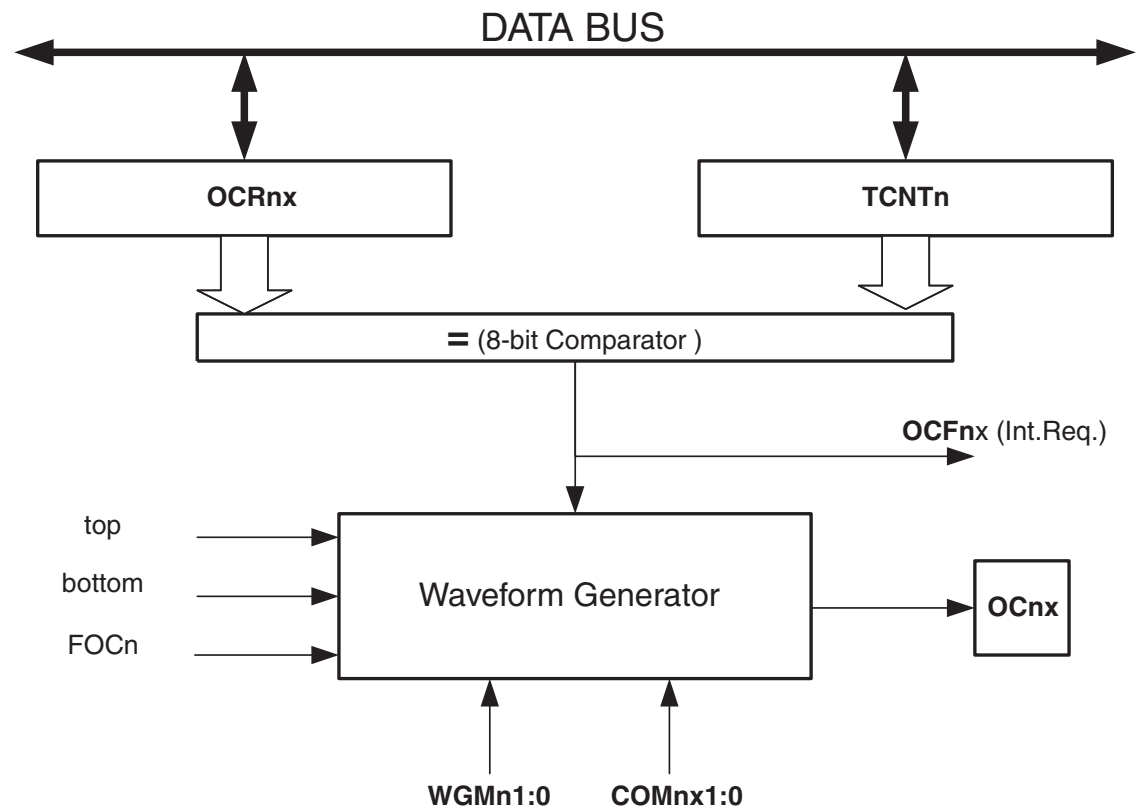 DATA BUS
OCRnx
TCNTn
= (8-bit Comparator )
OCFnx (Int.Req.)
top
bottom
FOCn
Waveform Generator
OCnx
WGMn1:0
COMnx1:0